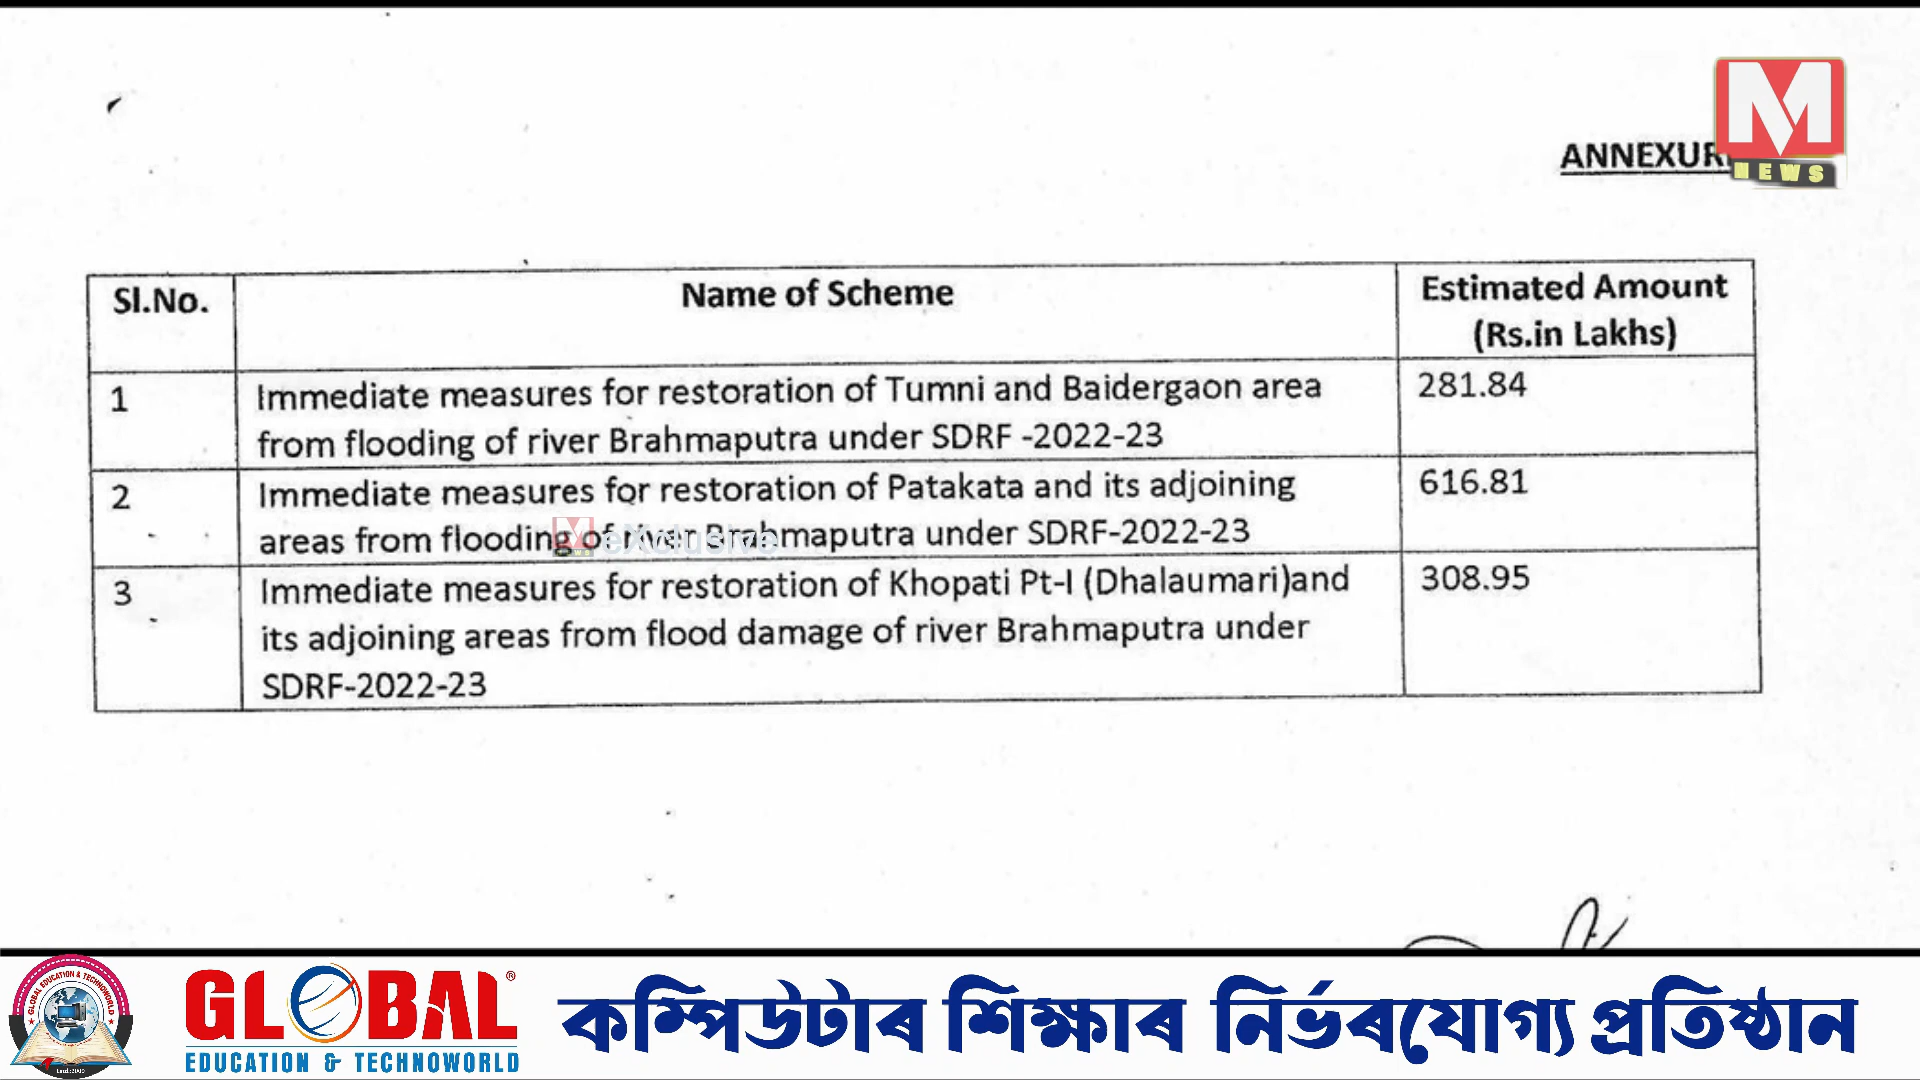 ANNEXUR
M
NEWS
Sl.No.
Name of Scheme
Estimated Amount
(Rs.in Lakhs)
1
Immediate measures for restoration of Tumni and Baidergaon area
from flooding of river Brahmaputra under SDRF -2022-23
281.84
2
Immediate measures for restoration of Patakata and its adjoining
areas from flooding of river Brahmaputra under SDRF-2022-23
616.81
M eXclusive
3
Immediate measures for restoration of Khopati Pt-I (Dhalaumari)and
its adjoining areas from flood damage of river Brahmaputra under
SDRF-2022-23
308.95
GLOBAL EDUCATION & TECHNOWORLD
GLOBAL®
EDUCATION & TECHNOWORLD
কম্পিউটাৰ শিক্ষাৰ নিৰ্ভৰযোগ্য প্ৰতিষ্ঠান